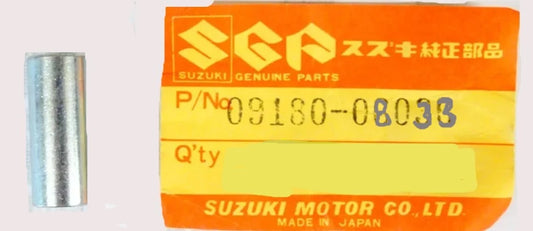 SGP スズキ純正部品
SUZUKI GENUINE PARTS
P/No. 09180-08033
Q'ty
SUZUKI MOTOR CO., LTD.
MADE IN JAPAN